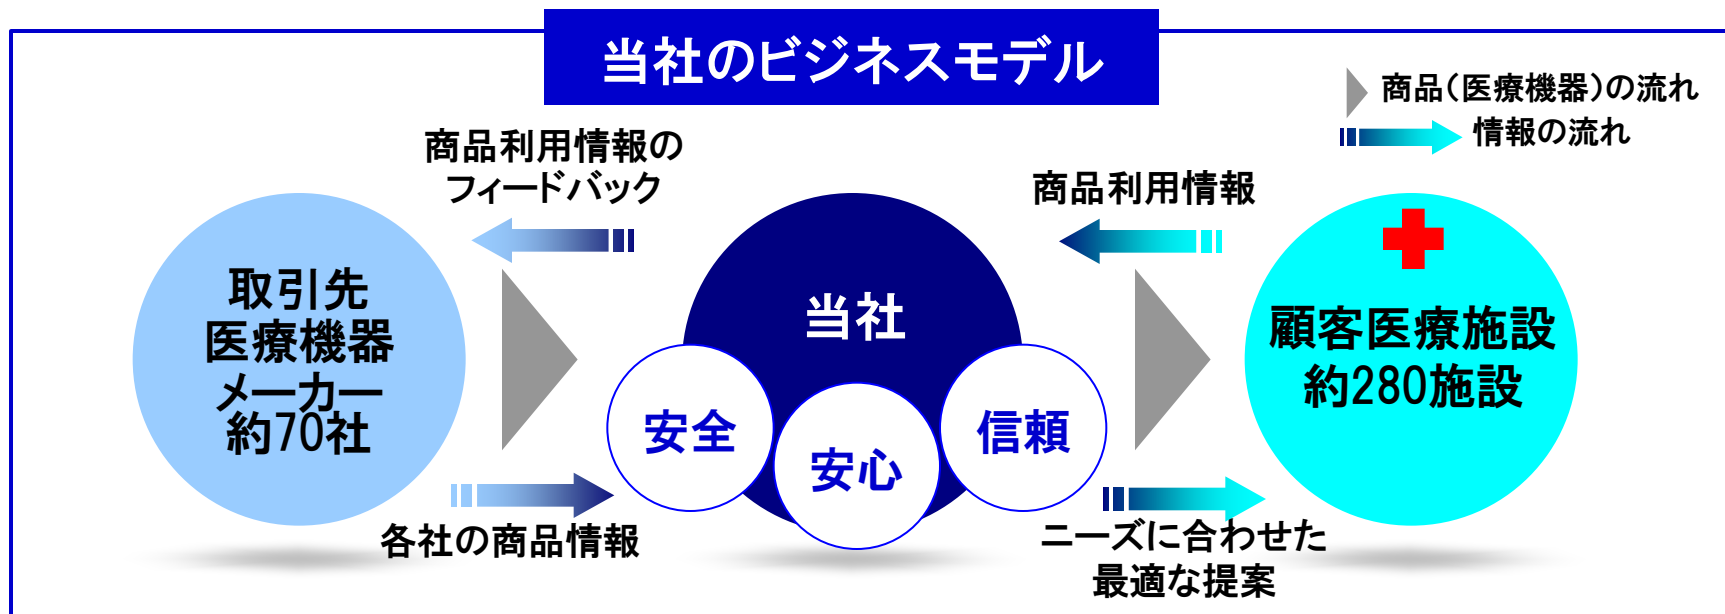 当社のビジネスモデル
商品（医療機器）の流れ
情報の流れ
商品利用情報の
フィードバック
商品利用情報
取引先
医療機器
メーカー
約70社
当社
安全
安心
信頼
顧客医療施設
約280施設
各社の商品情報
ニーズに合わせた
最適な提案